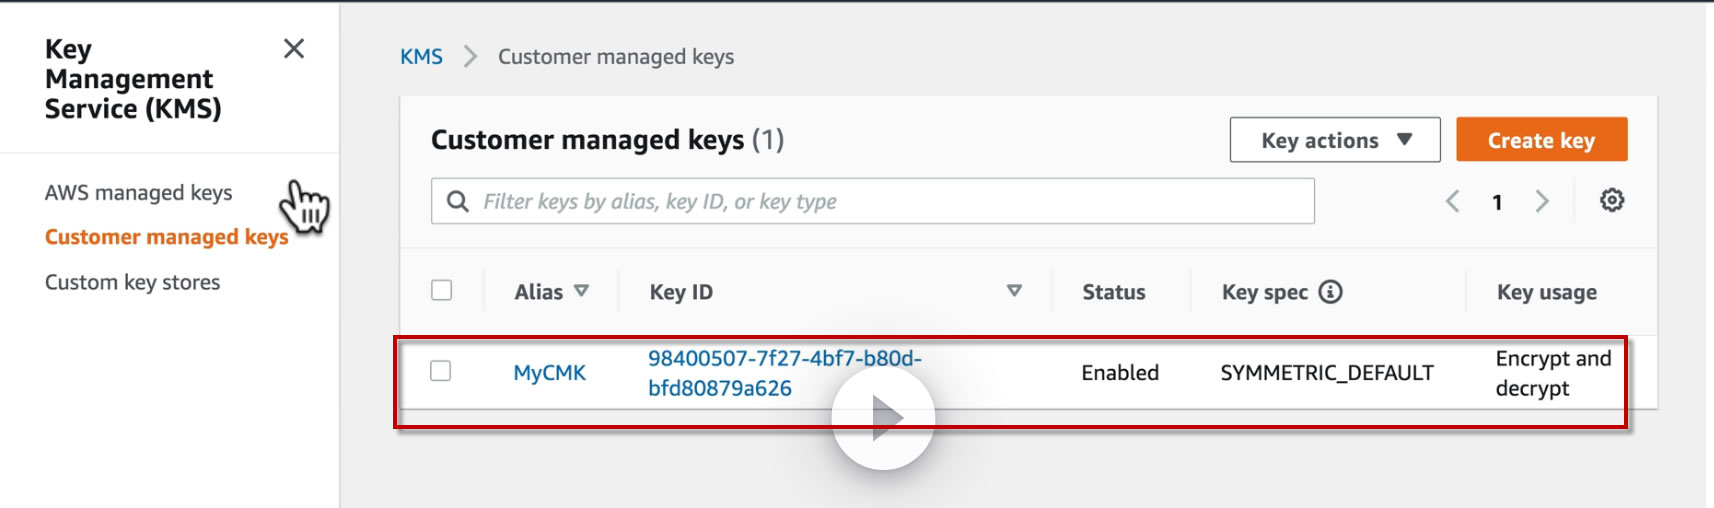 Key
Management
Service (KMS)
AWS managed keys
Customer managed keys
Custom key stores
KMS > Customer managed keys
Customer managed keys (1)
Key actions
Create key
Filter keys by alias, key ID, or key type
1
Alias Key ID Status Key spec Key usage
MyCMK 98400507-7f27-4bf7-b80d- Enabled SYMMETRIC_DEFAULT Encrypt and
bfd80879a626 decrypt